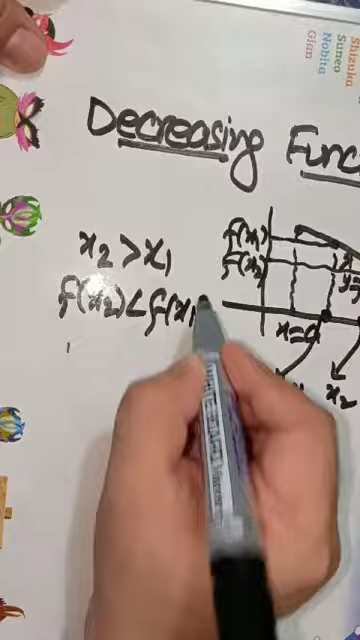 Shizuka
Suneo
Nobita
Gian
Decreasing Func
x₂ > x₁
f(x₂) < f(x₁
f(x₁)
f(x₂)
x=a
x₂